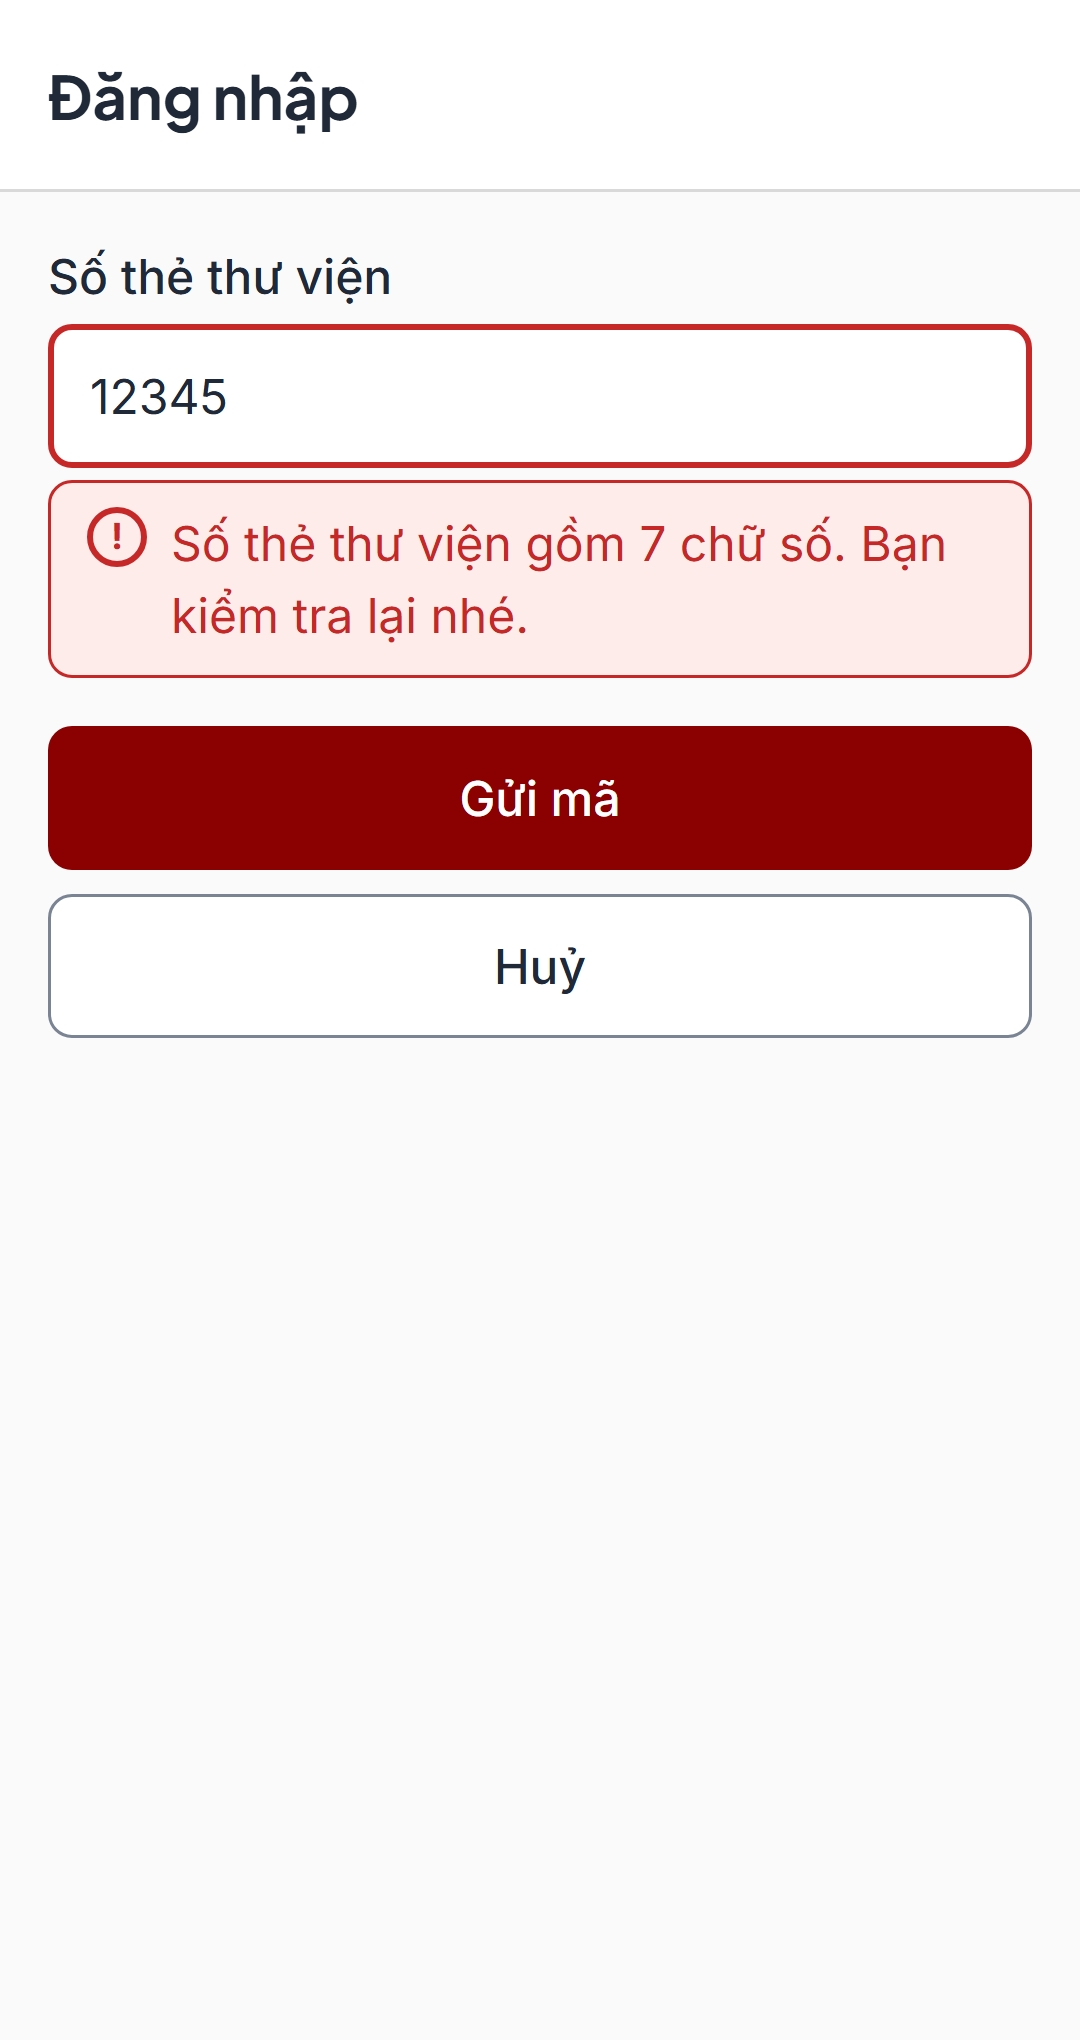 Đăng nhập
Số thẻ thư viện
12345
! Số thẻ thư viện gồm 7 chữ số. Bạn
kiểm tra lại nhé.
Gửi mã
Huỷ